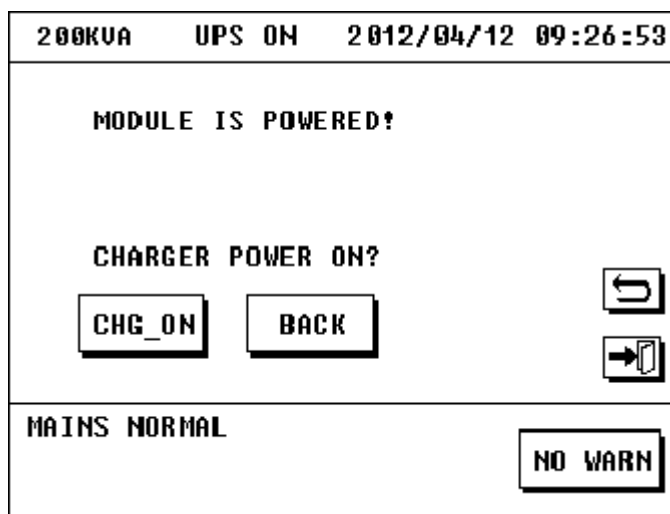 200KVA UPS ON 2012/04/12 09:26:53
MODULE IS POWERED!
CHARGER POWER ON?
CHG_ON BACK
MAINS NORMAL
NO WARN